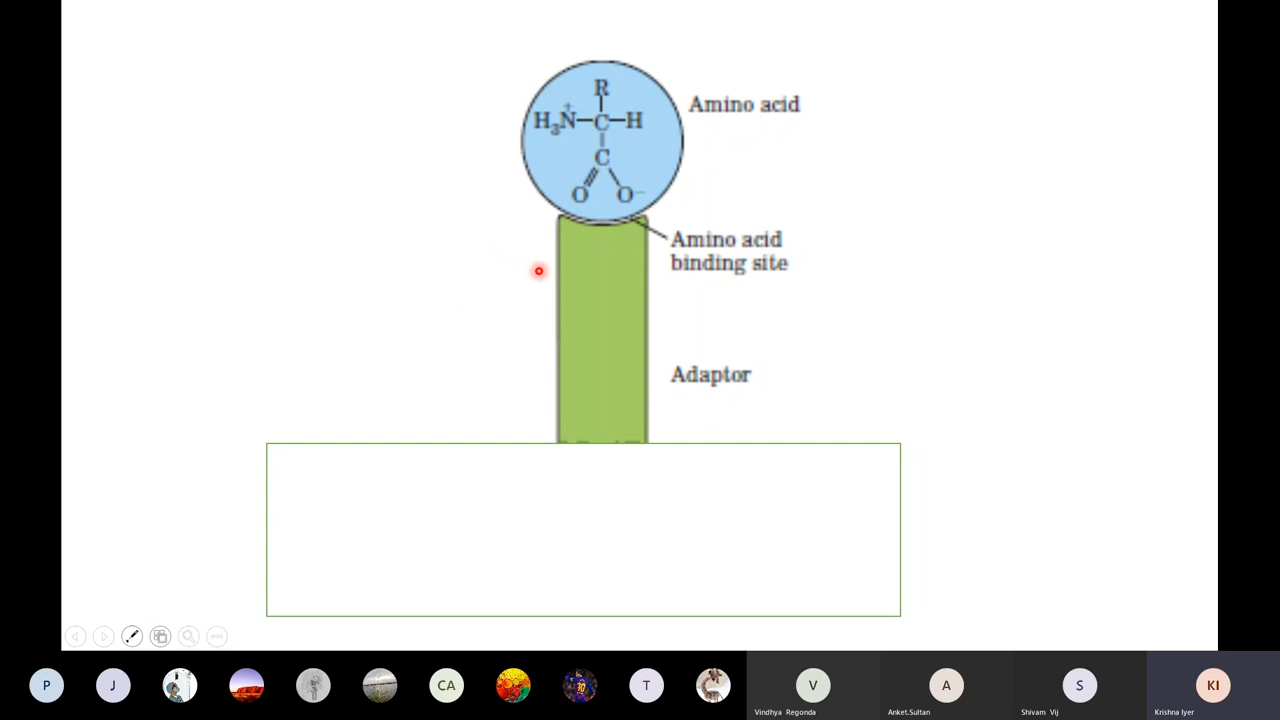 R
H₃N⁺—C—H
C
O O⁻
Amino acid
Amino acid
binding site
Adaptor
P
J
CA
T
V
A
S
KI
Vindhya Regonda
Anket.Sultan
Shivam Vij
Krishna Iyer